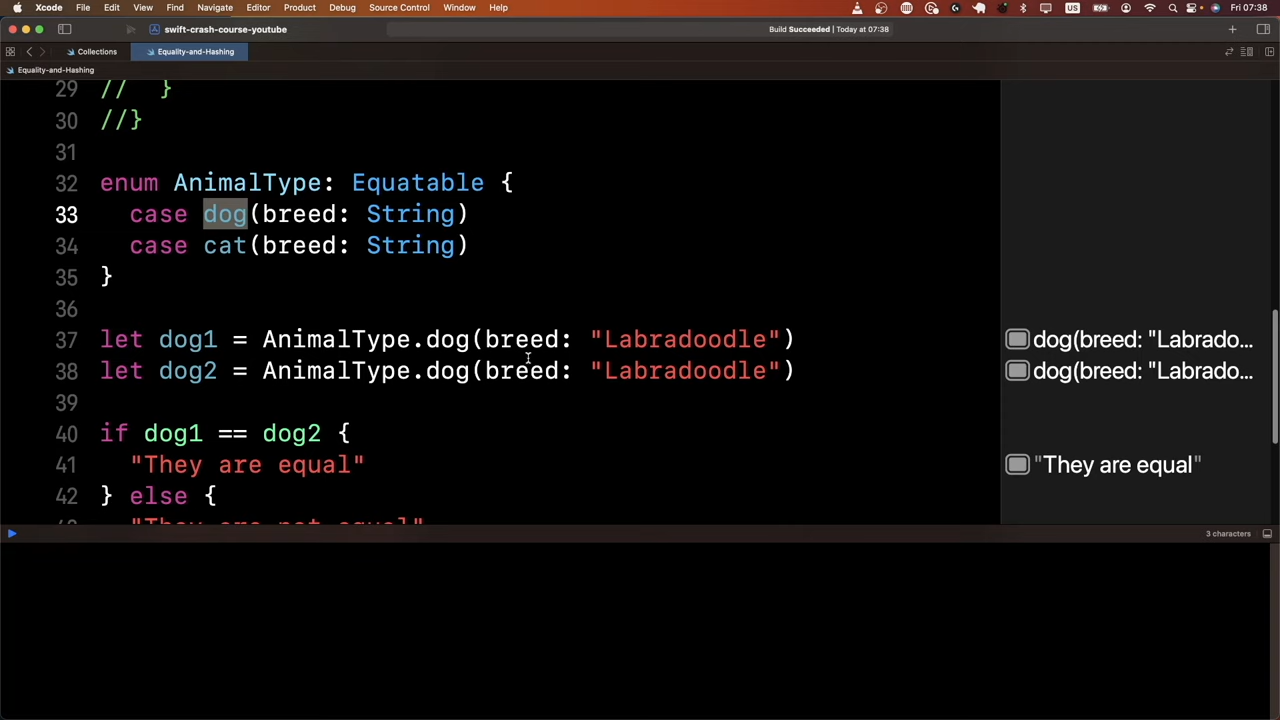 Xcode File Edit View Find Navigate Editor Product Debug Source Control Window Help Fri 07:38
swift-crash-course-youtube Build Succeeded | Today at 07:38
Collections Equality-and-Hashing
Equality-and-Hashing
29 // }
30 //}
31
32 enum AnimalType: Equatable {
33 case dog(breed: String)
34 case cat(breed: String)
35 }
36
37 let dog1 = AnimalType.dog(breed: "Labradoodle") dog(breed: "Labrado...
38 let dog2 = AnimalType.dog(breed: "Labradoodle") dog(breed: "Labrado...
39
40 if dog1 == dog2 {
41 "They are equal" "They are equal"
42 } else {
"They are not equal"
3 characters